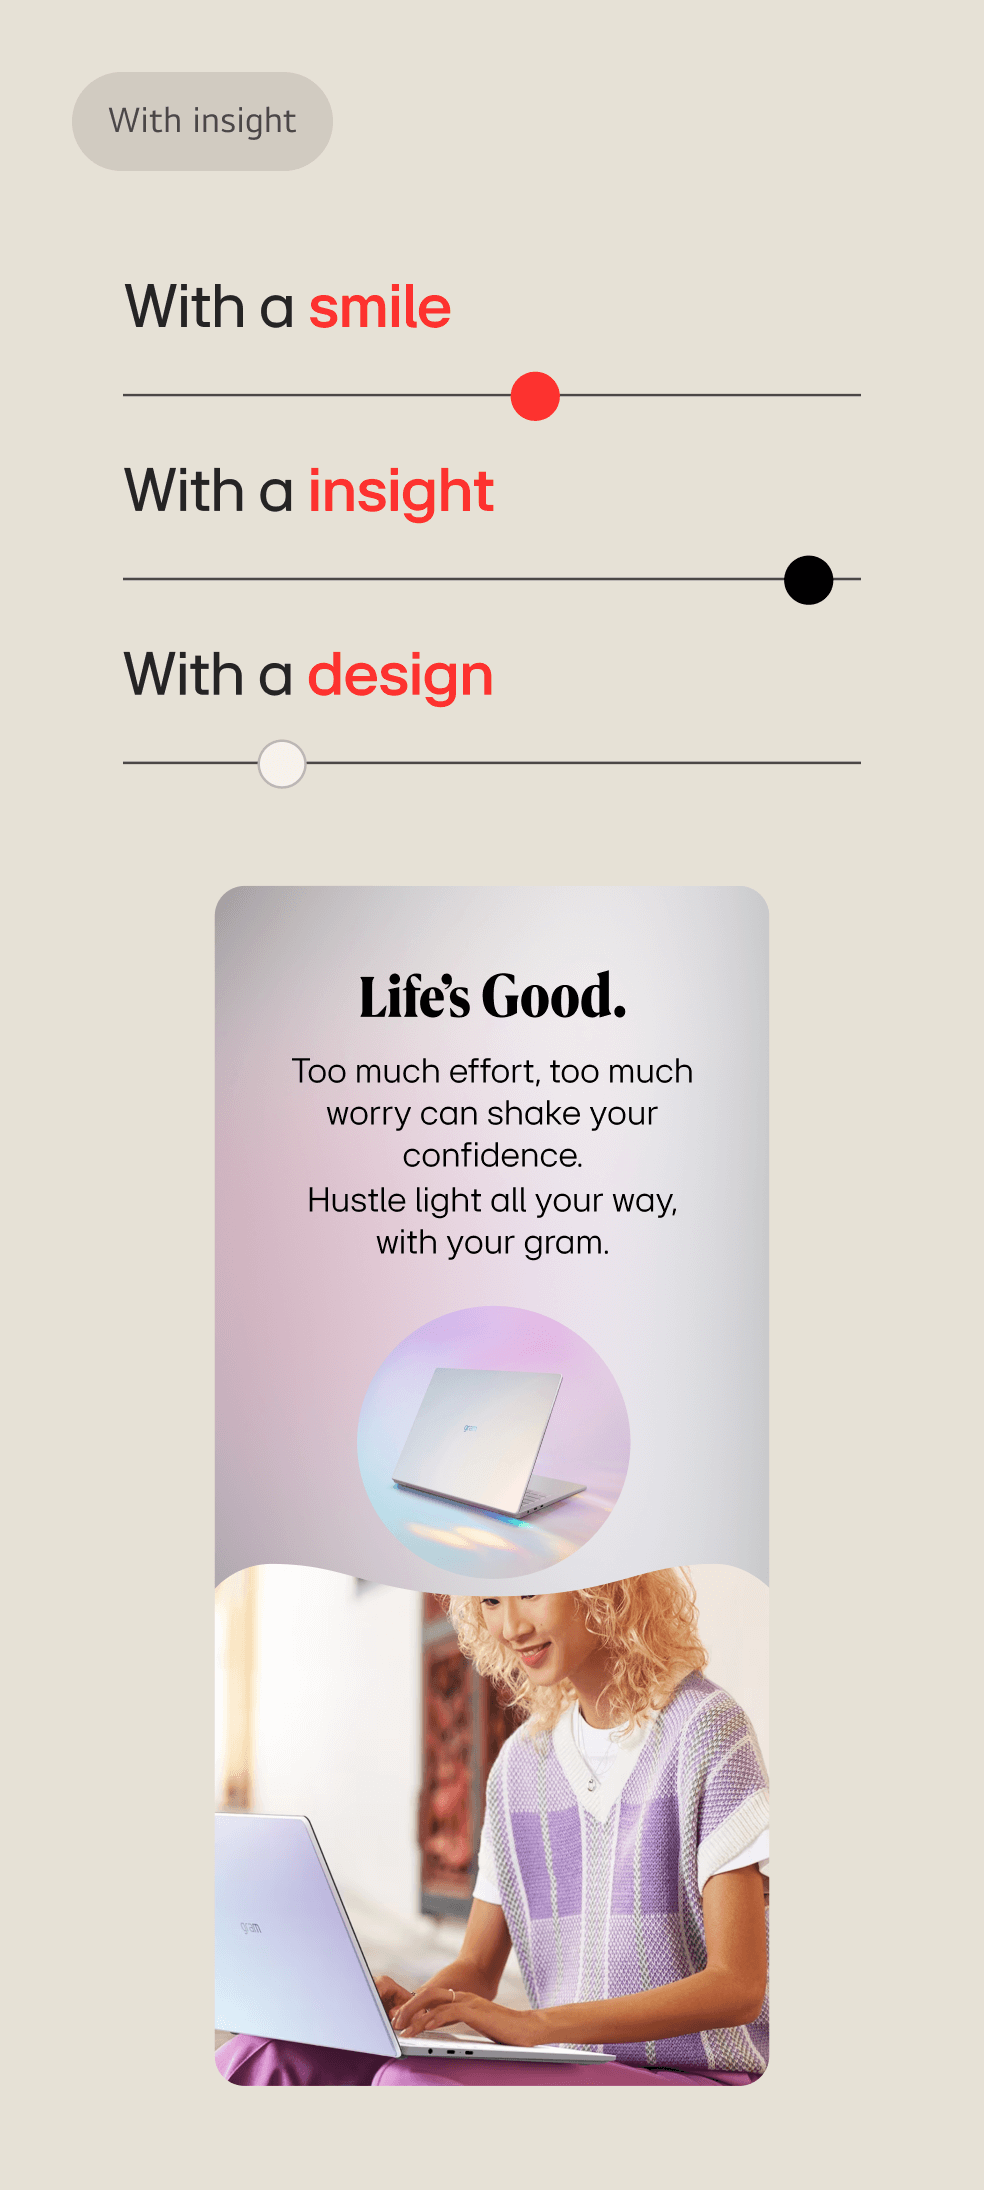 With insight
With a smile
With a insight
With a design
Life's Good.
Too much effort, too much
worry can shake your
confidence.
Hustle light all your way,
with your gram.
gram
gram